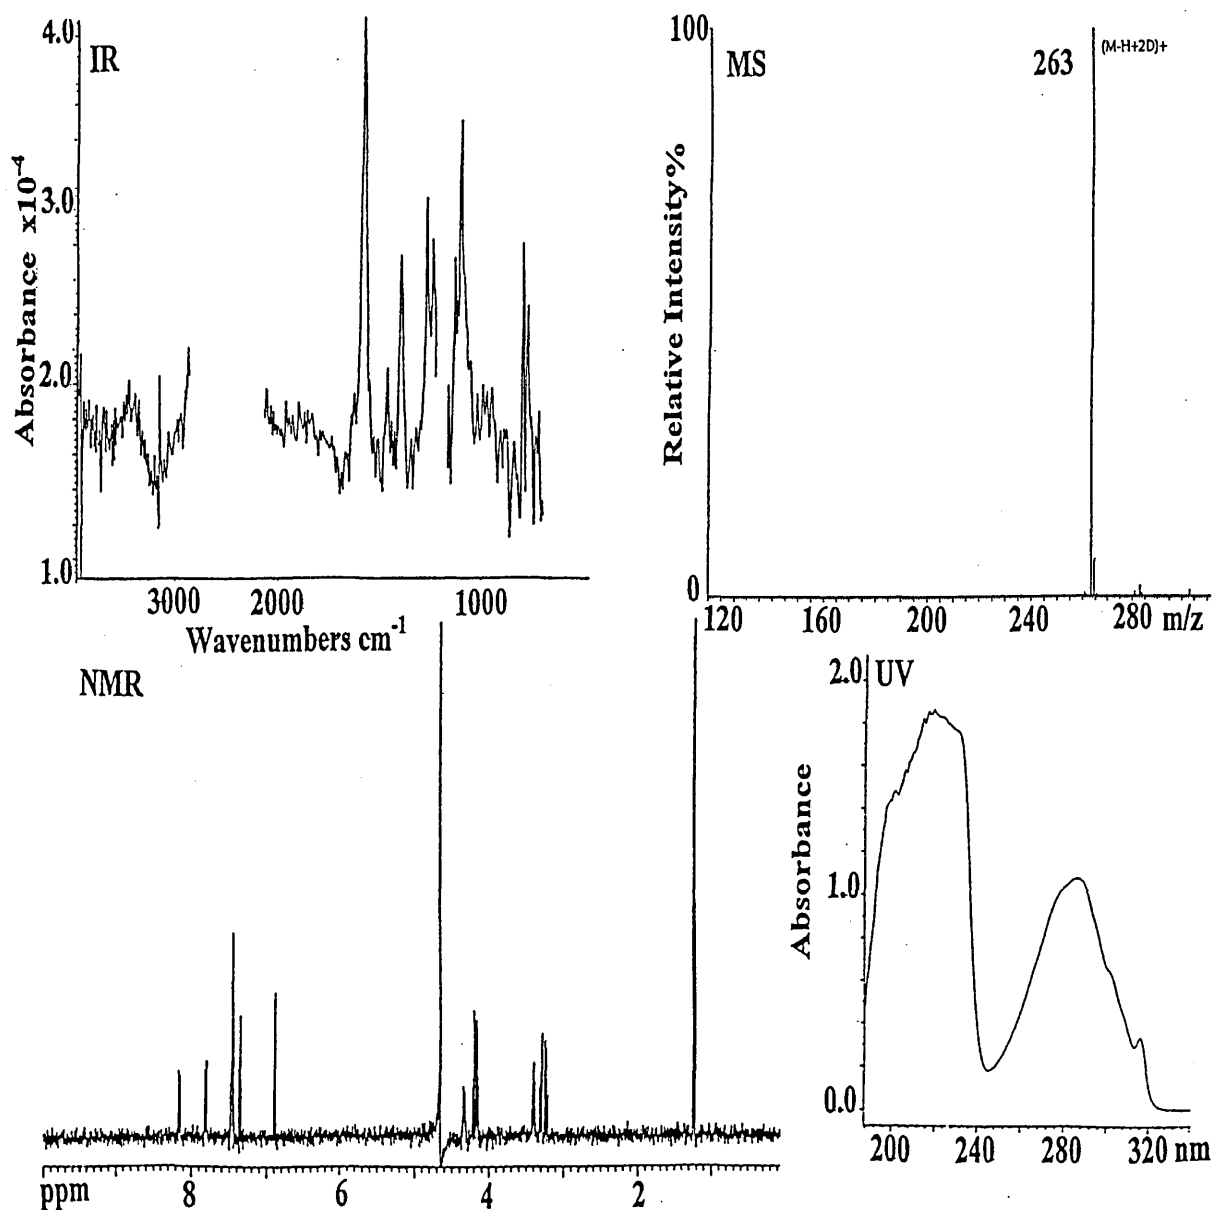 4.0
IR
3.0
2.0
1.0
Absorbance x10-4
3000 2000 1000
Wavenumbers cm-1
100
MS
263
(M-H+2D)+
Relative Intensity%
0
120 160 200 240 280 m/z
NMR
ppm 8 6 4 2
2.0
UV
1.0
0.0
Absorbance
200 240 280 320 nm